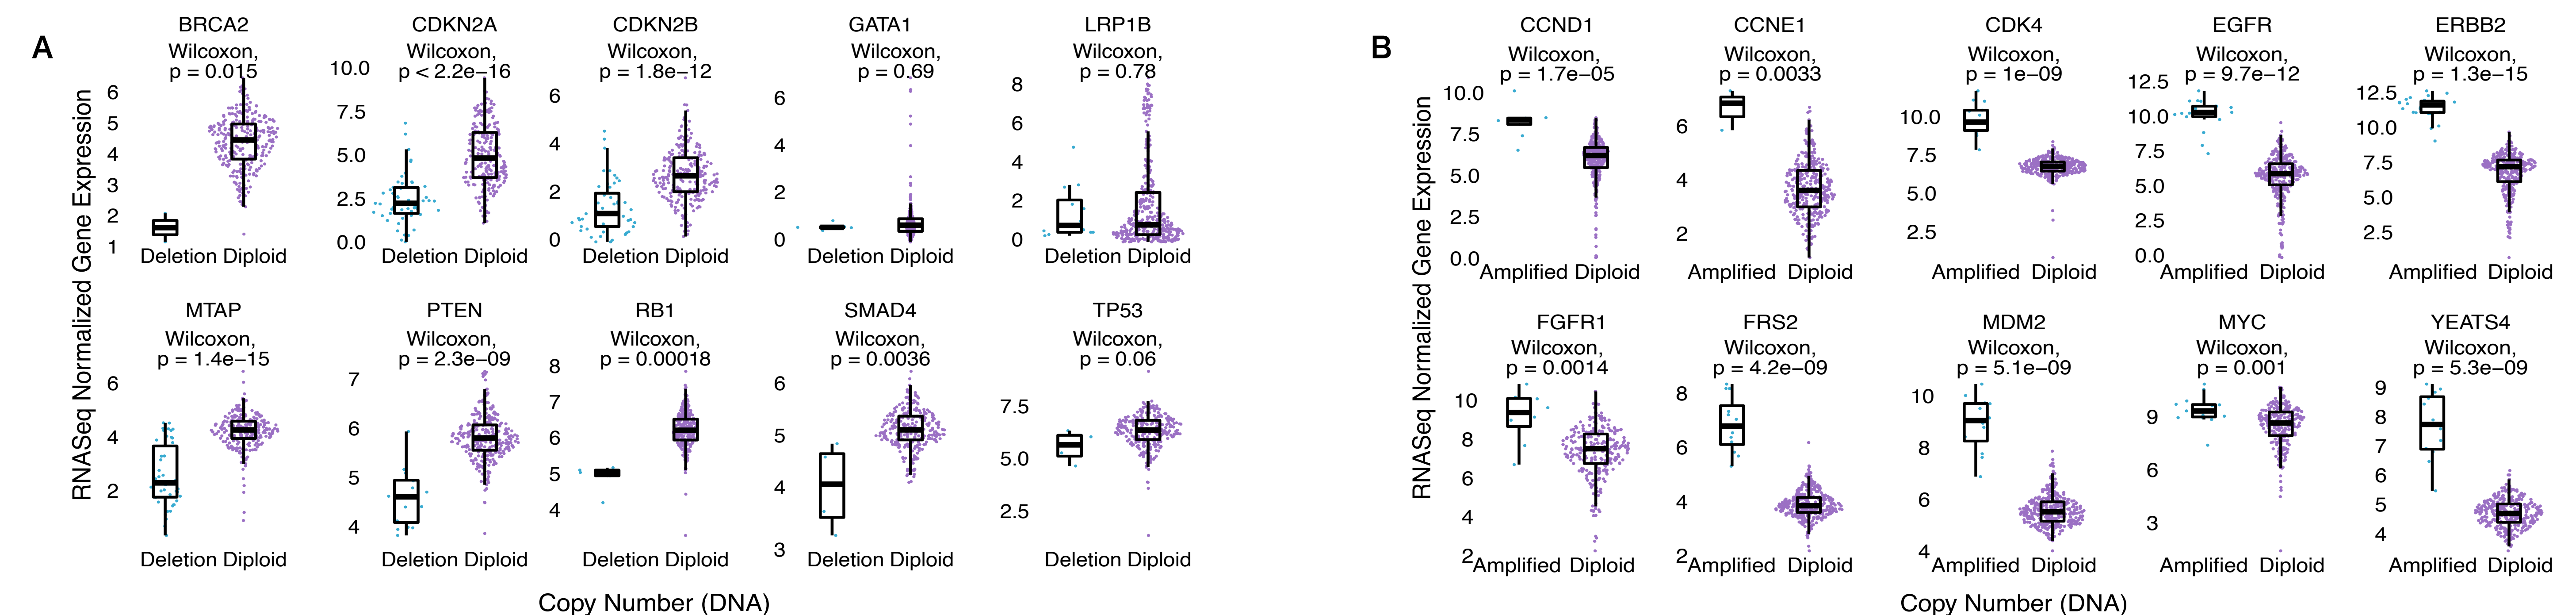 A
RNASeq Normalized Gene Expression
BRCA2
Wilcoxon,
p = 0.015
6
5
4
3
2
1
Deletion Diploid
CDKN2A
Wilcoxon,
p < 2.2e−16
10.0
7.5
5.0
2.5
0.0
Deletion Diploid
CDKN2B
Wilcoxon,
p = 1.8e−12
6
4
2
0
Deletion Diploid
GATA1
Wilcoxon,
p = 0.69
6
4
2
0
Deletion Diploid
LRP1B
Wilcoxon,
p = 0.78
8
6
4
2
0
Deletion Diploid
MTAP
Wilcoxon,
p = 1.4e−15
6
4
2
Deletion Diploid
PTEN
Wilcoxon,
p = 2.3e−09
7
6
5
4
Deletion Diploid
RB1
Wilcoxon,
p = 0.00018
8
7
6
5
4
Deletion Diploid
SMAD4
Wilcoxon,
p = 0.0036
6
5
4
3
Deletion Diploid
TP53
Wilcoxon,
p = 0.06
7.5
5.0
2.5
Deletion Diploid
Copy Number (DNA)
B
RNASeq Normalized Gene Expression
CCND1
Wilcoxon,
p = 1.7e−05
10.0
7.5
5.0
2.5
0.0
Amplified Diploid
CCNE1
Wilcoxon,
p = 0.0033
6
4
2
Amplified Diploid
CDK4
Wilcoxon,
p = 1e−09
10.0
7.5
5.0
2.5
Amplified Diploid
EGFR
Wilcoxon,
p = 9.7e−12
12.5
10.0
7.5
5.0
2.5
0.0
Amplified Diploid
ERBB2
Wilcoxon,
p = 1.3e−15
12.5
10.0
7.5
5.0
2.5
Amplified Diploid
FGFR1
Wilcoxon,
p = 0.0014
10
8
6
4
2
Amplified Diploid
FRS2
Wilcoxon,
p = 4.2e−09
8
6
4
2
Amplified Diploid
MDM2
Wilcoxon,
p = 5.1e−09
10
8
6
4
Amplified Diploid
MYC
Wilcoxon,
p = 0.001
9
6
3
Amplified Diploid
YEATS4
Wilcoxon,
p = 5.3e−09
9
8
7
6
5
4
Amplified Diploid
Copy Number (DNA)